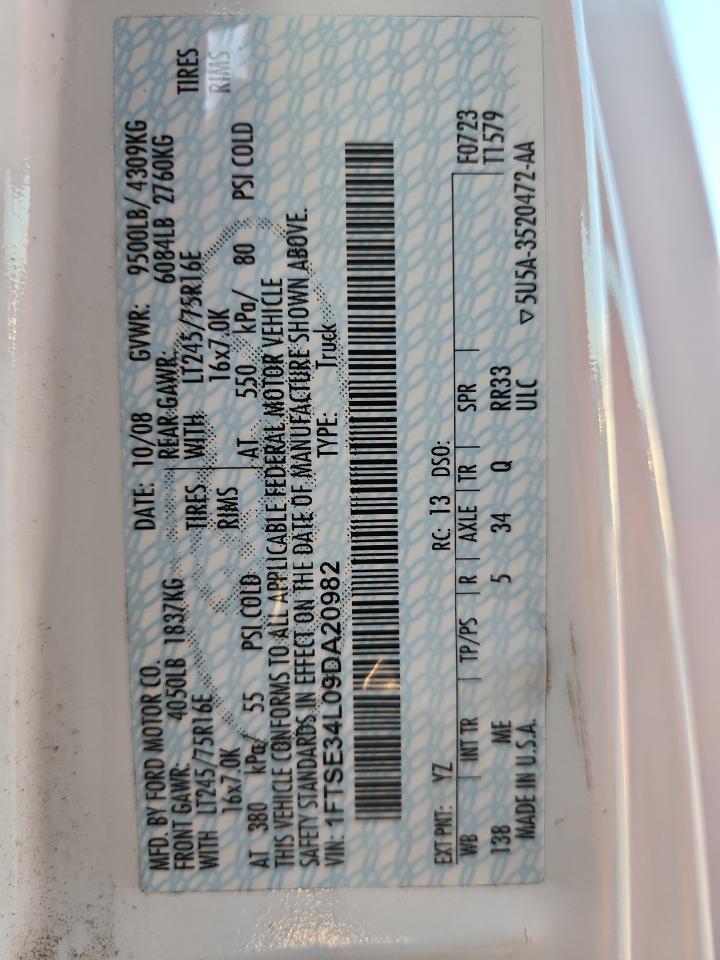 MFD. BY FORD MOTOR CO. DATE: 10/08 GVWR: 9500LB/ 4309KG
FRONT GAWR: 4050LB 1837KG REAR GAWR: 6084LB 2760KG
WITH LT245/75R16E TIRES WITH LT245/75R16E TIRES
16x7.0K RIMS 16x7.0K RIMS
AT 380 kPa/ 55 PSI COLD AT 550 kPa/ 80 PSI COLD
THIS VEHICLE CONFORMS TO ALL APPLICABLE FEDERAL MOTOR VEHICLE
SAFETY STANDARDS IN EFFECT ON THE DATE OF MANUFACTURE SHOWN ABOVE.
VIN: 1FTSE34L09DA20982 TYPE: Truck
EXT PNT: YZ RC: 13 DSO: F0723
WB INT TR TP/PS R AXLE TR SPR T1579
138 ME 5 34 Q RR33
MADE IN U.S.A. ULC ▽5U5A-3520472-AA